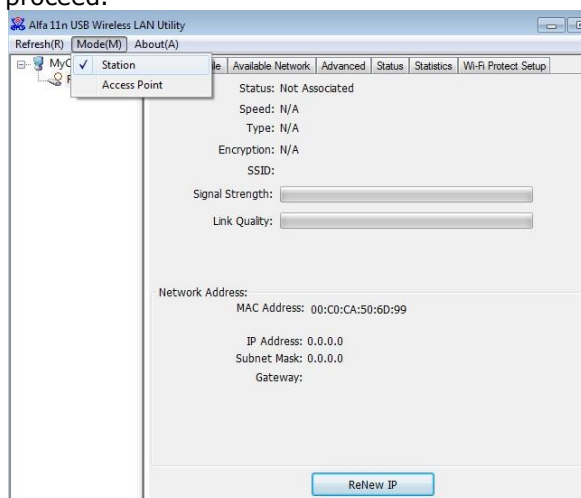 proceed:
Alfa 11n USB Wireless LAN Utility
Refresh(R) Mode(M) About(A)
Station
Access Point
Available Network Advanced Status Statistics Wi-Fi Protect Setup
Status: Not Associated
Speed: N/A
Type: N/A
Encryption: N/A
SSID:
Signal Strength:
Link Quality:
Network Address:
MAC Address: 00:C0:CA:50:6D:99
IP Address: 0.0.0.0
Subnet Mask: 0.0.0.0
Gateway:
ReNew IP